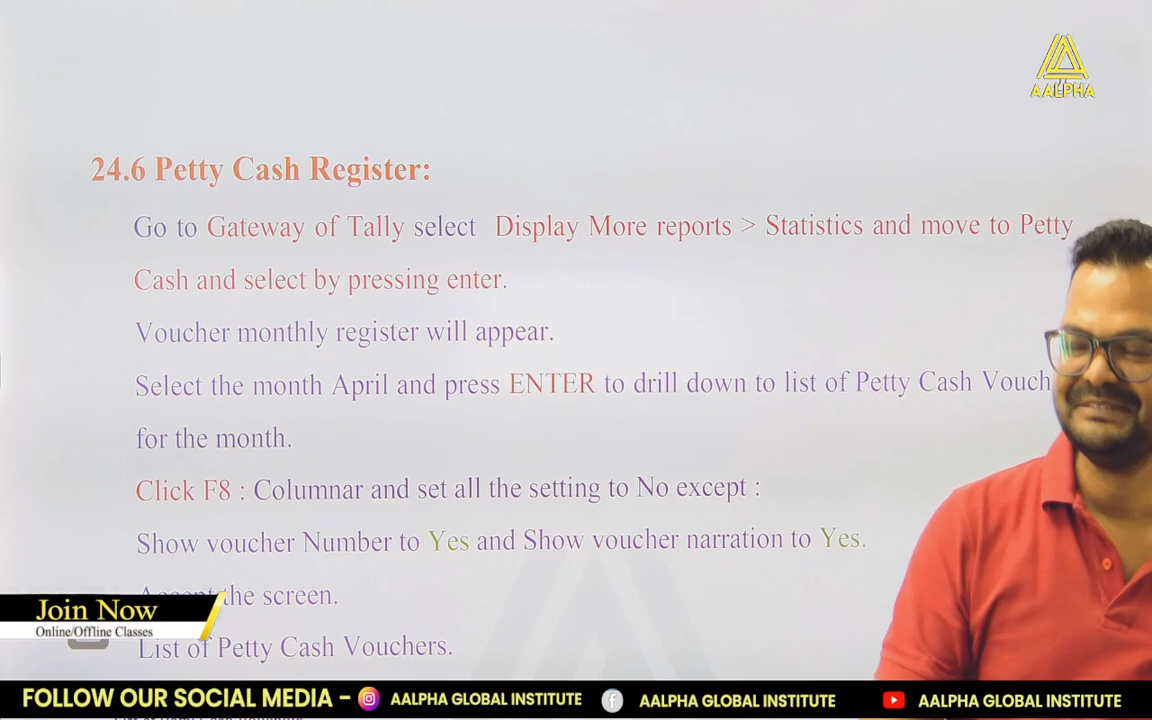 AALPHA
24.6 Petty Cash Register:
Go to Gateway of Tally select Display More reports > Statistics and move to Petty
Cash and select by pressing enter.
Voucher monthly register will appear.
Select the month April and press ENTER to drill down to list of Petty Cash Vouch
for the month.
Click F8 : Columnar and set all the setting to No except :
Show voucher Number to Yes and Show voucher narration to Yes.
the screen.
Join Now
Online/Offline Classes
List of Petty Cash Vouchers.
FOLLOW OUR SOCIAL MEDIA – AALPHA GLOBAL INSTITUTE AALPHA GLOBAL INSTITUTE AALPHA GLOBAL INSTITUTE